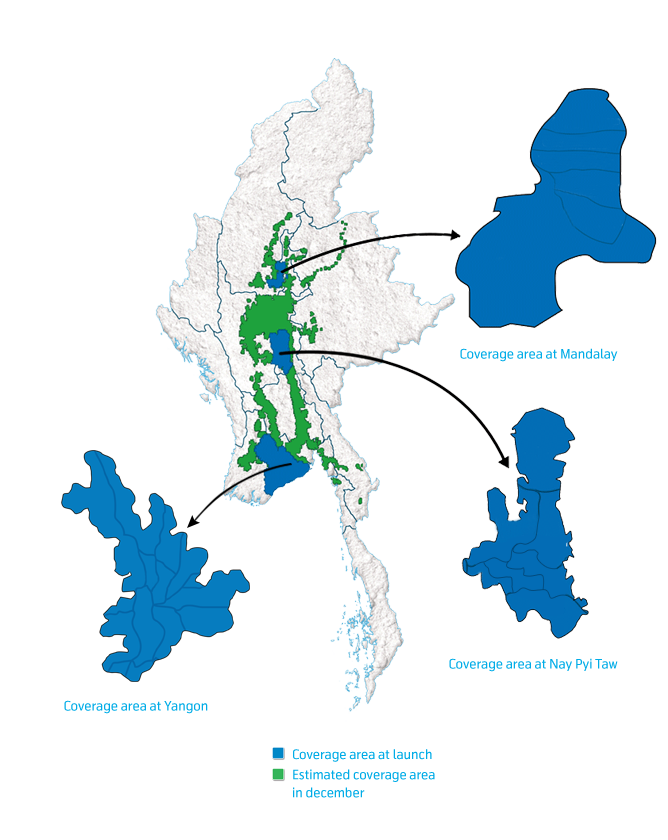 Coverage area at Mandalay
Coverage area at Nay Pyi Taw
Coverage area at Yangon
Coverage area at launch
Estimated coverage area
in december